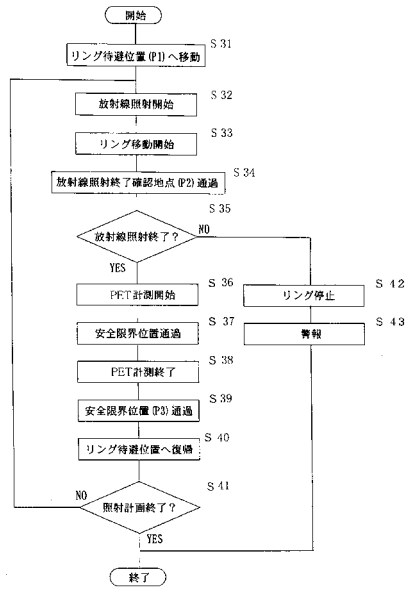 開始
S 31
リング待避位置(P1)へ移動
S 32
放射線照射開始
S 33
リング移動開始
S 34
放射線照射終了確認地点(P2)通過
S 35
放射線照射終了?
NO
YES
S 36
PET計測開始
S 42
リング停止
S 37
安全限界位置通過
S 43
警報
S 38
PET計測終了
S 39
安全限界位置(P3)通過
S 40
リング待避位置へ復帰
S 41
NO
照射計画終了?
YES
終了